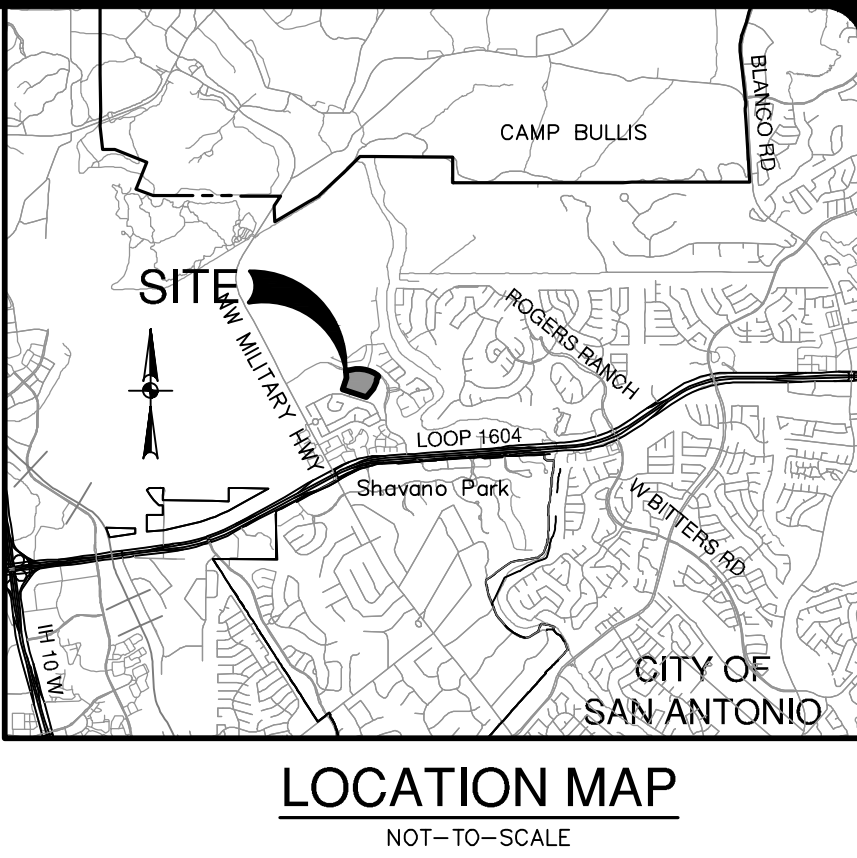 BLANCO RD
CAMP BULLIS
SITE
NW MILITARY HWY
ROGERS RANCH
LOOP 1604
Shavano Park
W BITTERS RD
IH 10 W
CITY OF
SAN ANTONIO
LOCATION MAP
NOT-TO-SCALE